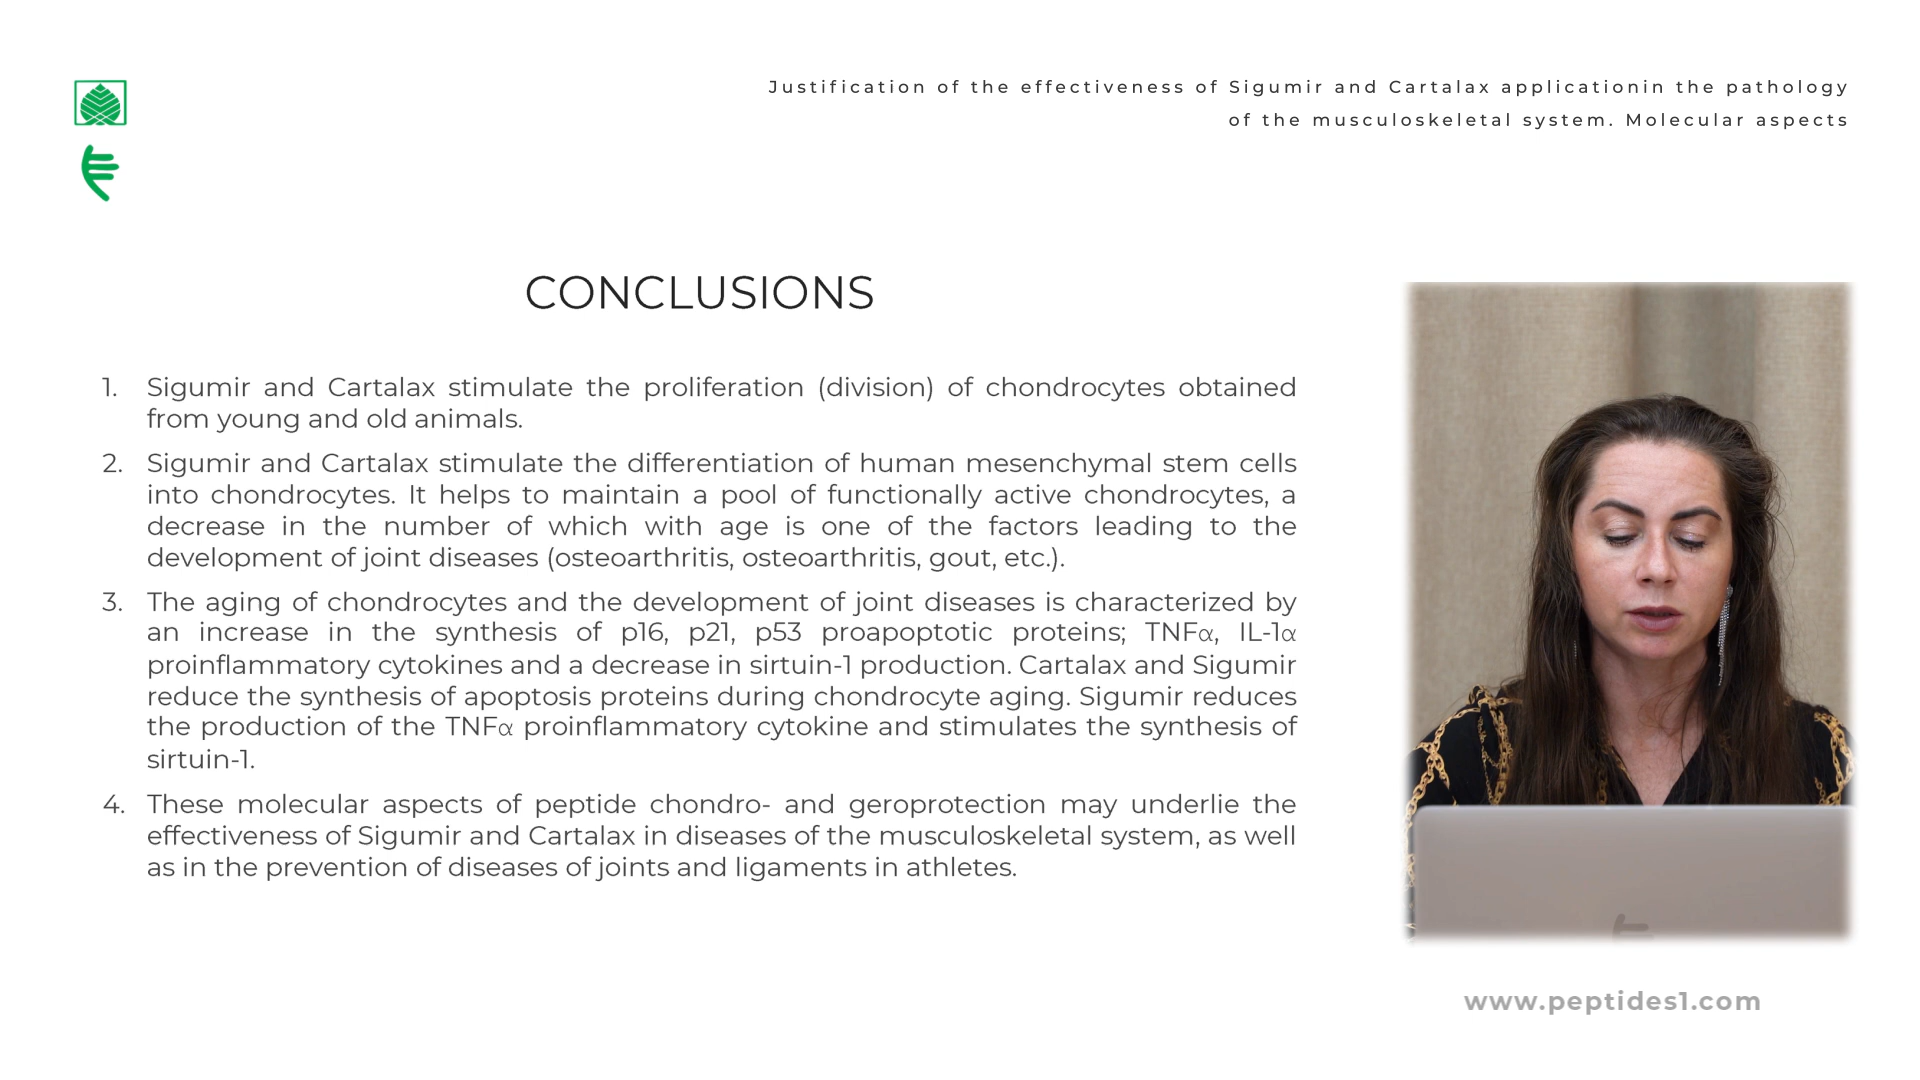 Justification of the effectiveness of Sigumir and Cartalax applicationin the pathology
of the musculoskeletal system. Molecular aspects
CONCLUSIONS
1. Sigumir and Cartalax stimulate the proliferation (division) of chondrocytes obtained
from young and old animals.
2. Sigumir and Cartalax stimulate the differentiation of human mesenchymal stem cells
into chondrocytes. It helps to maintain a pool of functionally active chondrocytes, a
decrease in the number of which with age is one of the factors leading to the
development of joint diseases (osteoarthritis, osteoarthritis, gout, etc.).
3. The aging of chondrocytes and the development of joint diseases is characterized by
an increase in the synthesis of p16, p21, p53 proapoptotic proteins; TNFα, IL-1α
proinflammatory cytokines and a decrease in sirtuin-1 production. Cartalax and Sigumir
reduce the synthesis of apoptosis proteins during chondrocyte aging. Sigumir reduces
the production of the TNFα proinflammatory cytokine and stimulates the synthesis of
sirtuin-1.
4. These molecular aspects of peptide chondro- and geroprotection may underlie the
effectiveness of Sigumir and Cartalax in diseases of the musculoskeletal system, as well
as in the prevention of diseases of joints and ligaments in athletes.
www.peptides1.com